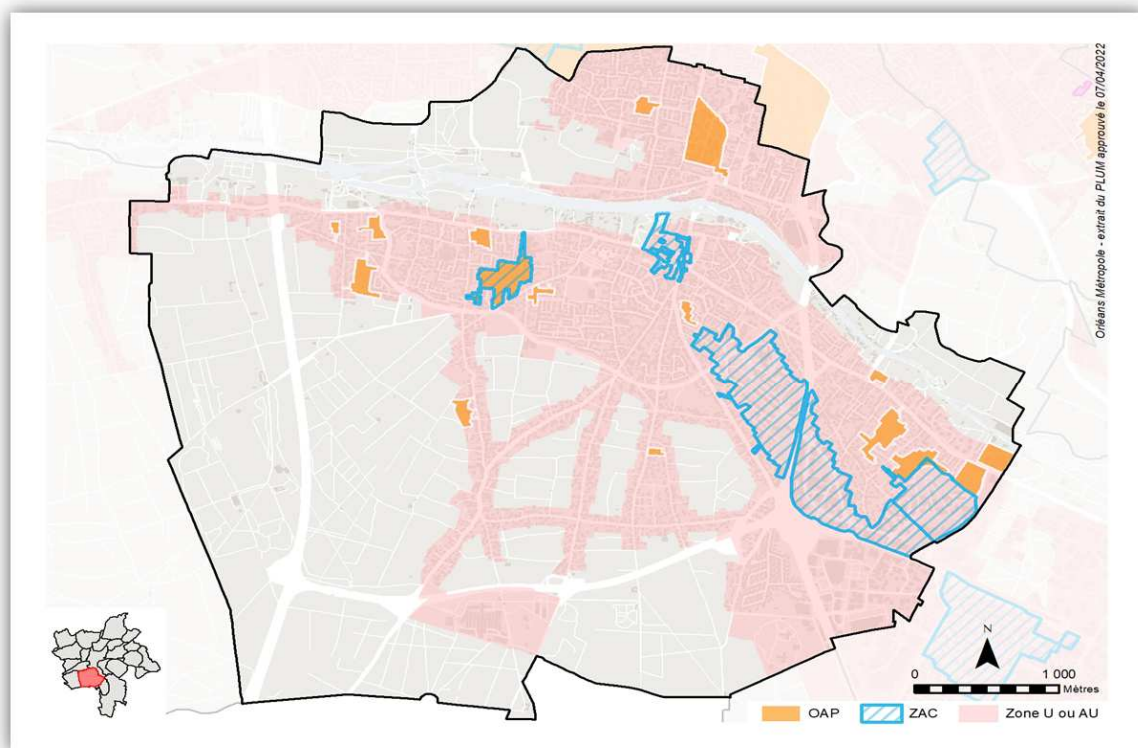 Orléans Métropole - extrait du PLUM approuvé le 07/04/2022
N
0 1 000
Mètres
OAP ZAC Zone U ou AU